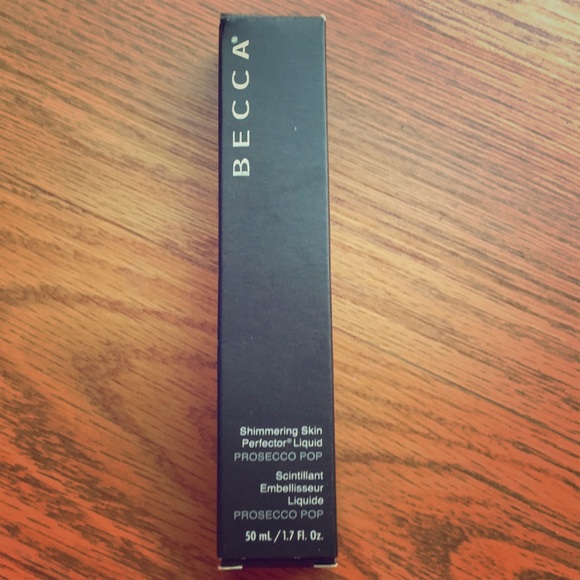 BECCA®
Shimmering Skin
Perfector® Liquid
PROSECCO POP
Scintillant
Embellisseur
Liquide
PROSECCO POP
50 mL / 1.7 Fl. Oz.